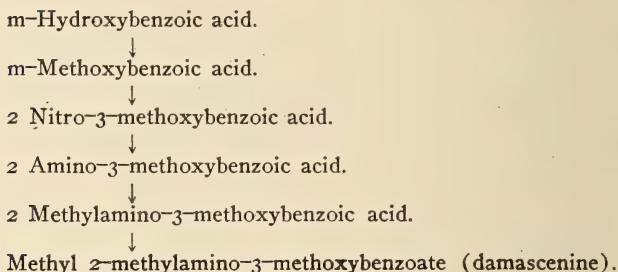 m-Hydroxybenzoic acid.
↓
m-Methoxybenzoic acid.
↓
2 Nitro-3-methoxybenzoic acid.
↓
2 Amino-3-methoxybenzoic acid.
↓
2 Methylamino-3-methoxybenzoic acid.
↓
Methyl 2-methylamino-3-methoxybenzoate (damascenine).